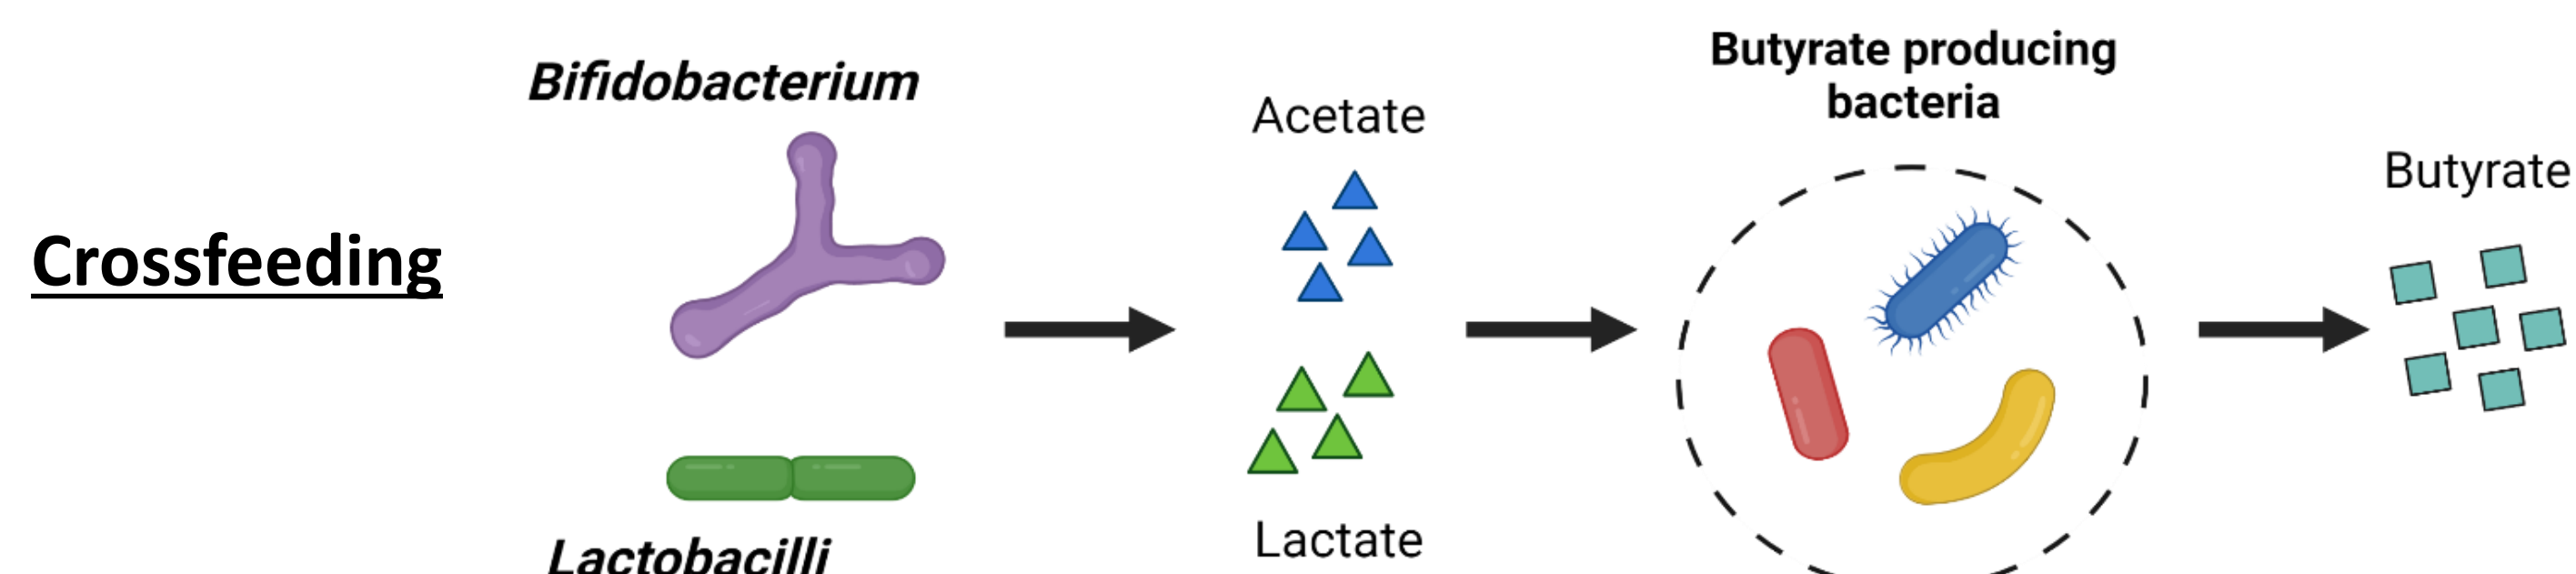 Crossfeeding
Bifidobacterium
Lactobacilli
Acetate
Lactate
Butyrate producing
bacteria
Butyrate